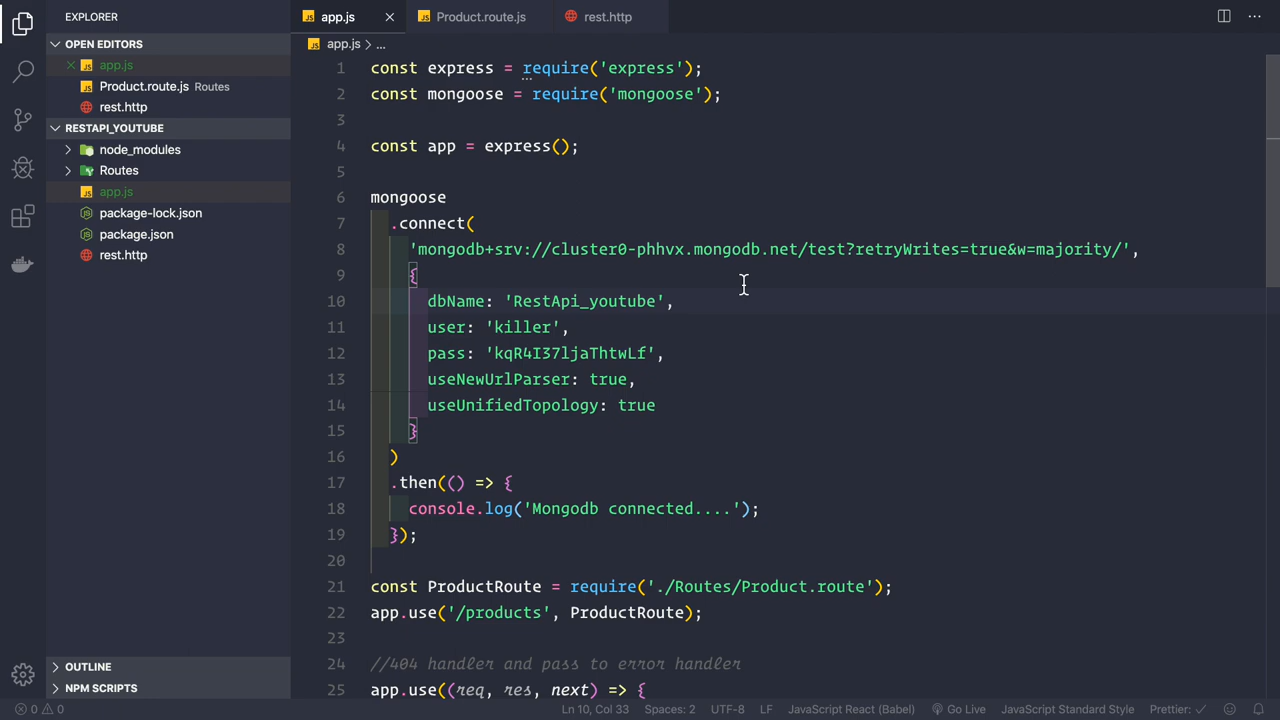 EXPLORER
OPEN EDITORS
app.js
Product.route.js Routes
rest.http
RESTAPI_YOUTUBE
node_modules
Routes
app.js
package-lock.json
package.json
rest.http
OUTLINE
NPM SCRIPTS
app.js
Product.route.js
rest.http
app.js > ...
1 const express = require('express');
2 const mongoose = require('mongoose');
3
4 const app = express();
5
6 mongoose
7 .connect(
8 'mongodb+srv://cluster0-phhvx.mongodb.net/test?retryWrites=true&w=majority/',
9 {
10 dbName: 'RestApi_youtube',
11 user: 'killer',
12 pass: 'kqR4I37ljaThtwLf',
13 useNewUrlParser: true,
14 useUnifiedTopology: true
15 }
16 )
17 .then(() => {
18 console.log('Mongodb connected....');
19 });
20
21 const ProductRoute = require('./Routes/Product.route');
22 app.use('/products', ProductRoute);
23
24 //404 handler and pass to error handler
25 app.use((req, res, next) => {
0 0 Ln 10, Col 33 Spaces: 2 UTF-8 LF JavaScript React (Babel) Go Live JavaScript Standard Style Prettier: ✓